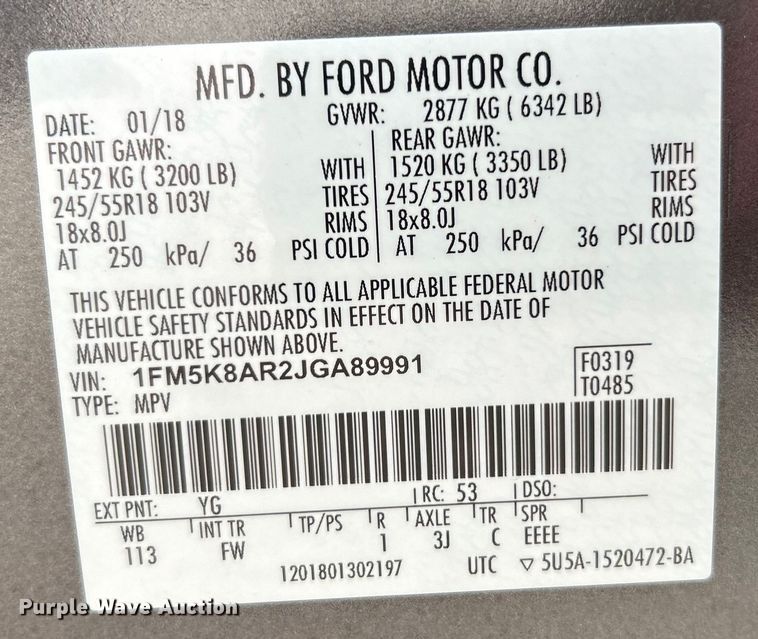 MFD. BY FORD MOTOR CO.
DATE: 01/18 GVWR: 2877 KG ( 6342 LB)
FRONT GAWR: REAR GAWR:
1452 KG ( 3200 LB) WITH 1520 KG ( 3350 LB) WITH
245/55R18 103V TIRES 245/55R18 103V TIRES
18x8.0J RIMS 18x8.0J RIMS
AT 250 kPa/ 36 PSI COLD AT 250 kPa/ 36 PSI COLD
THIS VEHICLE CONFORMS TO ALL APPLICABLE FEDERAL MOTOR
VEHICLE SAFETY STANDARDS IN EFFECT ON THE DATE OF
MANUFACTURE SHOWN ABOVE.
VIN: 1FM5K8AR2JGA89991 F0319
TYPE: MPV T0485
EXT PNT: YG RC: 53 DSO:
WB INT TR TP/PS R AXLE TR SPR
113 FW 1 3J C EEEE
1201801302197 UTC ▽ 5U5A-1520472-BA
Purple Wave Auction